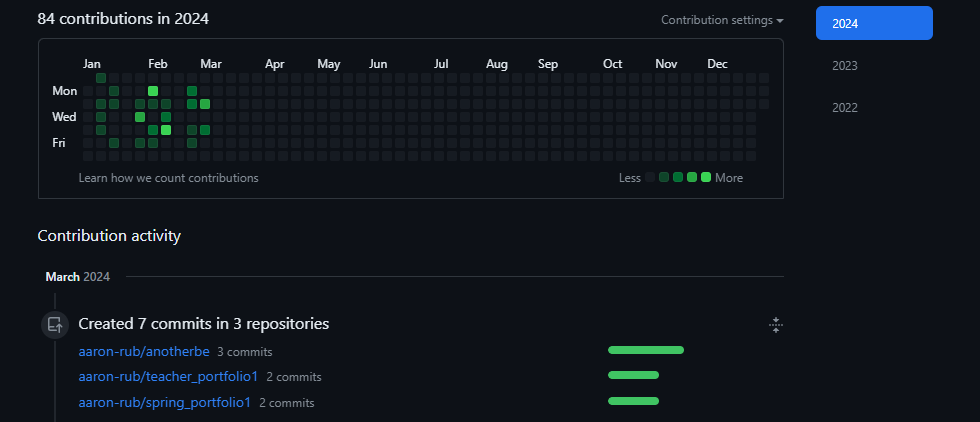 84 contributions in 2024
Contribution settings
2024
2023
2022
Jan Feb Mar Apr May Jun Jul Aug Sep Oct Nov Dec
Mon
Wed
Fri
Learn how we count contributions
Less More
Contribution activity
March 2024
Created 7 commits in 3 repositories
aaron-rub/anotherbe 3 commits
aaron-rub/teacher_portfolio1 2 commits
aaron-rub/spring_portfolio1 2 commits